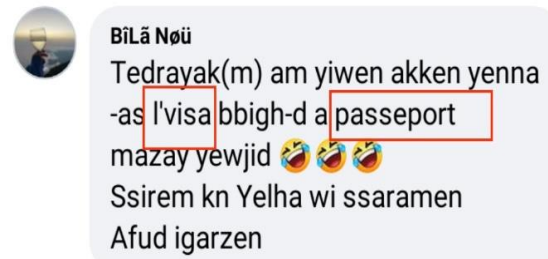 BîLã Nøü
Tedrayak(m) am yiwen akken yenna
-as l'visa bbigh-d a passeport
mazay yewjid 🤣🤣🤣
Ssirem kn Yelha wi ssaramen
Afud igarzen